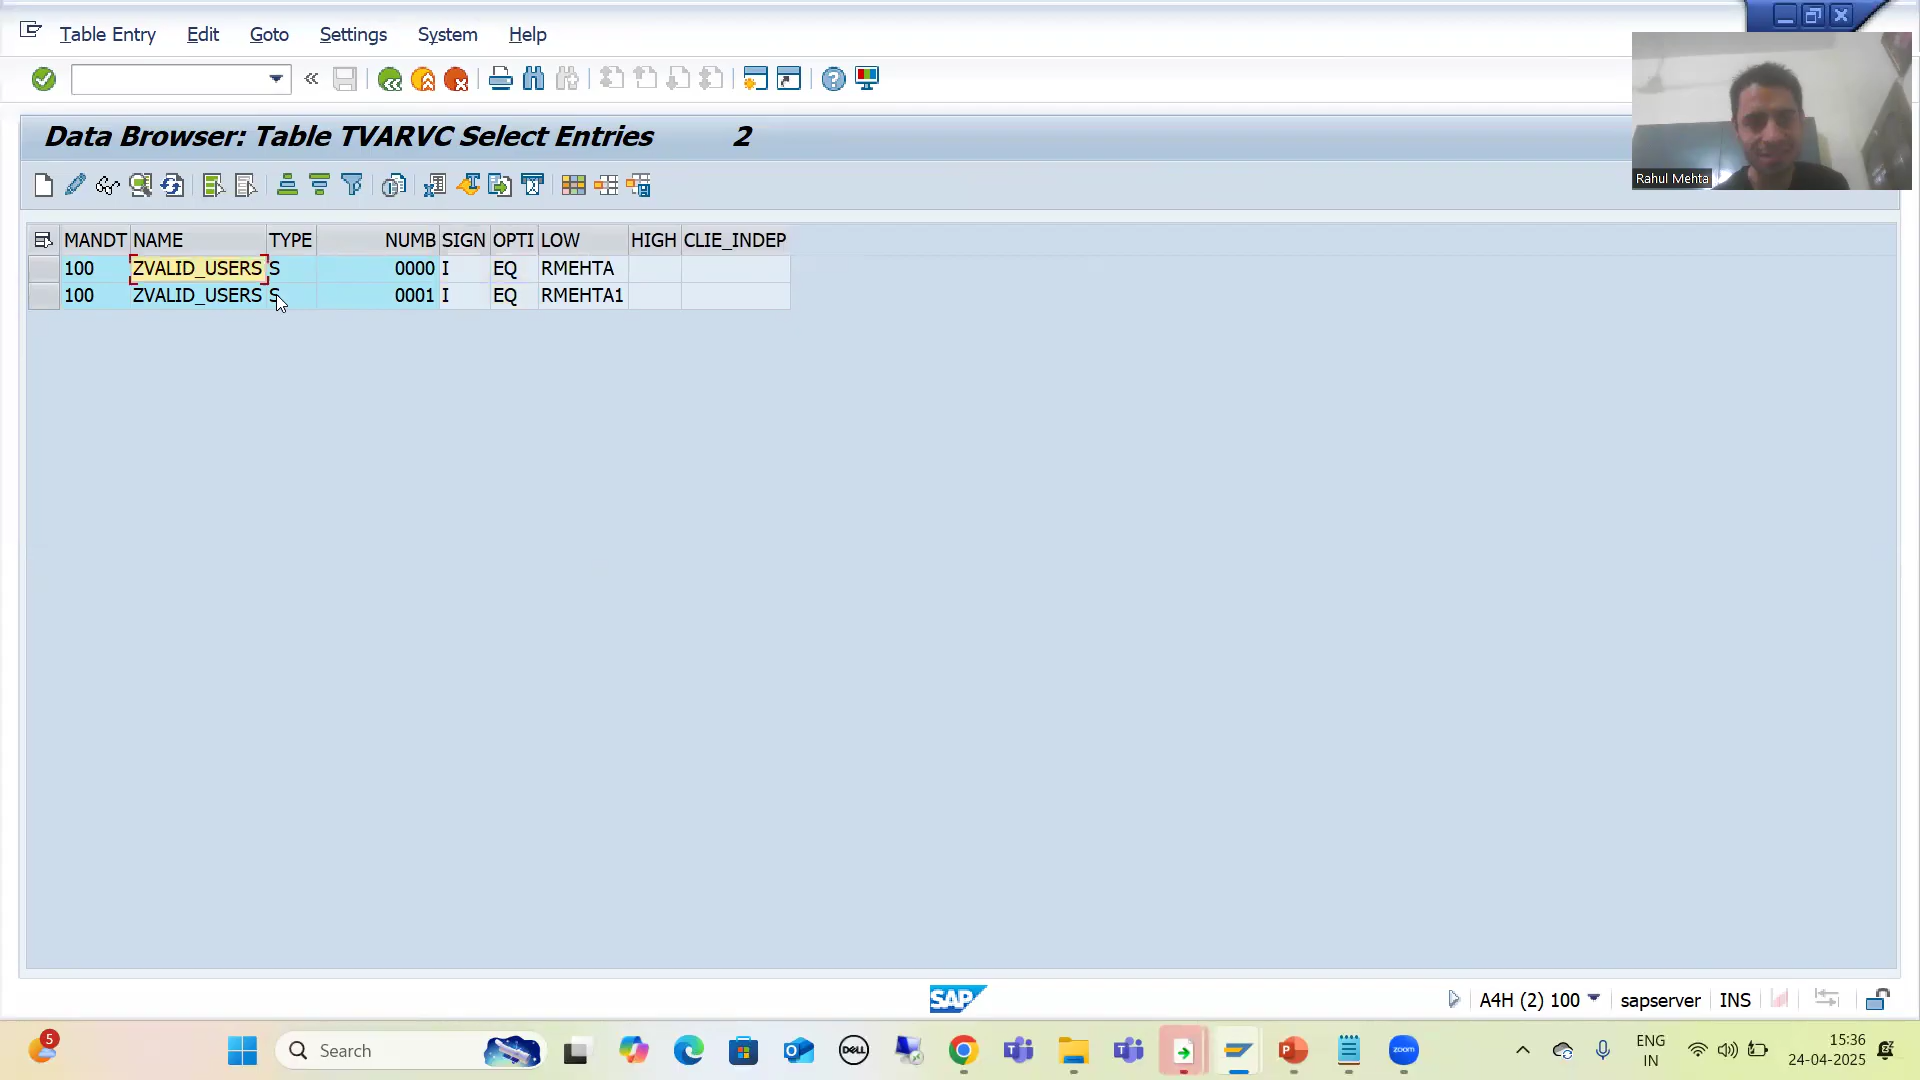 Table Entry Edit Goto Settings System Help
Data Browser: Table TVARVC Select Entries 2
Rahul Mehta
MANDT NAME TYPE NUMB SIGN OPTI LOW HIGH CLIE_INDEP
100 ZVALID_USERS S 0000 I EQ RMEHTA
100 ZVALID_USERS S 0001 I EQ RMEHTA1
SAP A4H (2) 100 sapserver INS
5 Search DELL zoom ENG 15:36
IN 24-04-2025